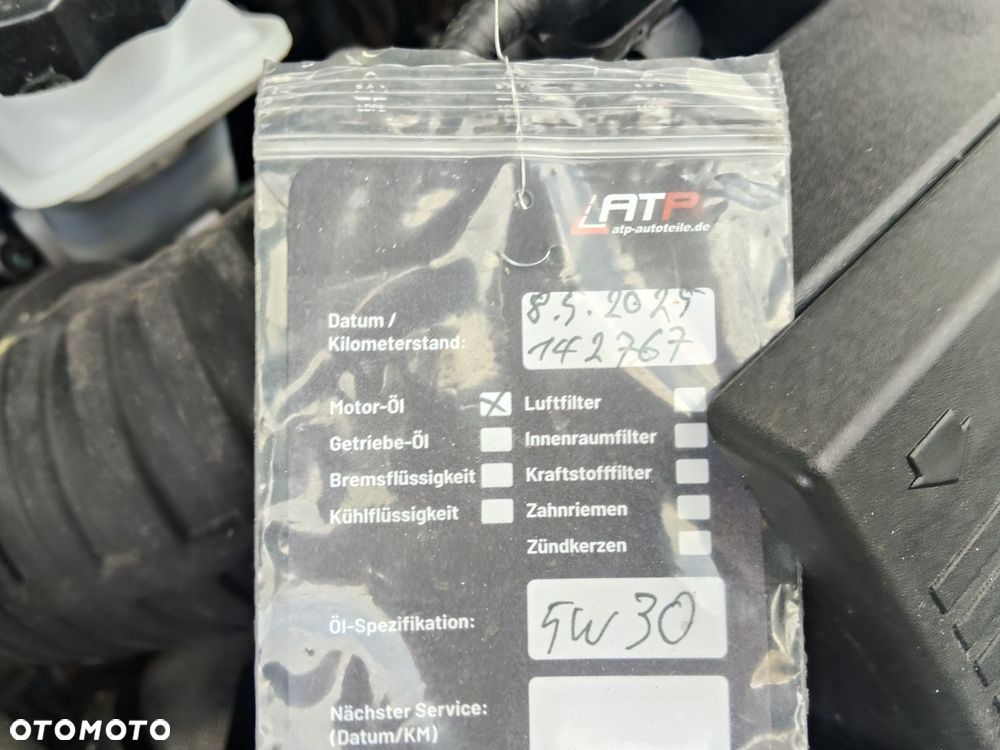 ATP
atp-autoteile.de
Datum / Kilometerstand:
8.5.2025
142767
Motor-Öl
Luftfilter
Getriebe-Öl
Innenraumfilter
Bremsflüssigkeit
Kraftstofffilter
Kühlflüssigkeit
Zahnriemen
Zündkerzen
Öl-Spezifikation:
5W30
Nächster Service:
(Datum/KM)
OTOMOTO